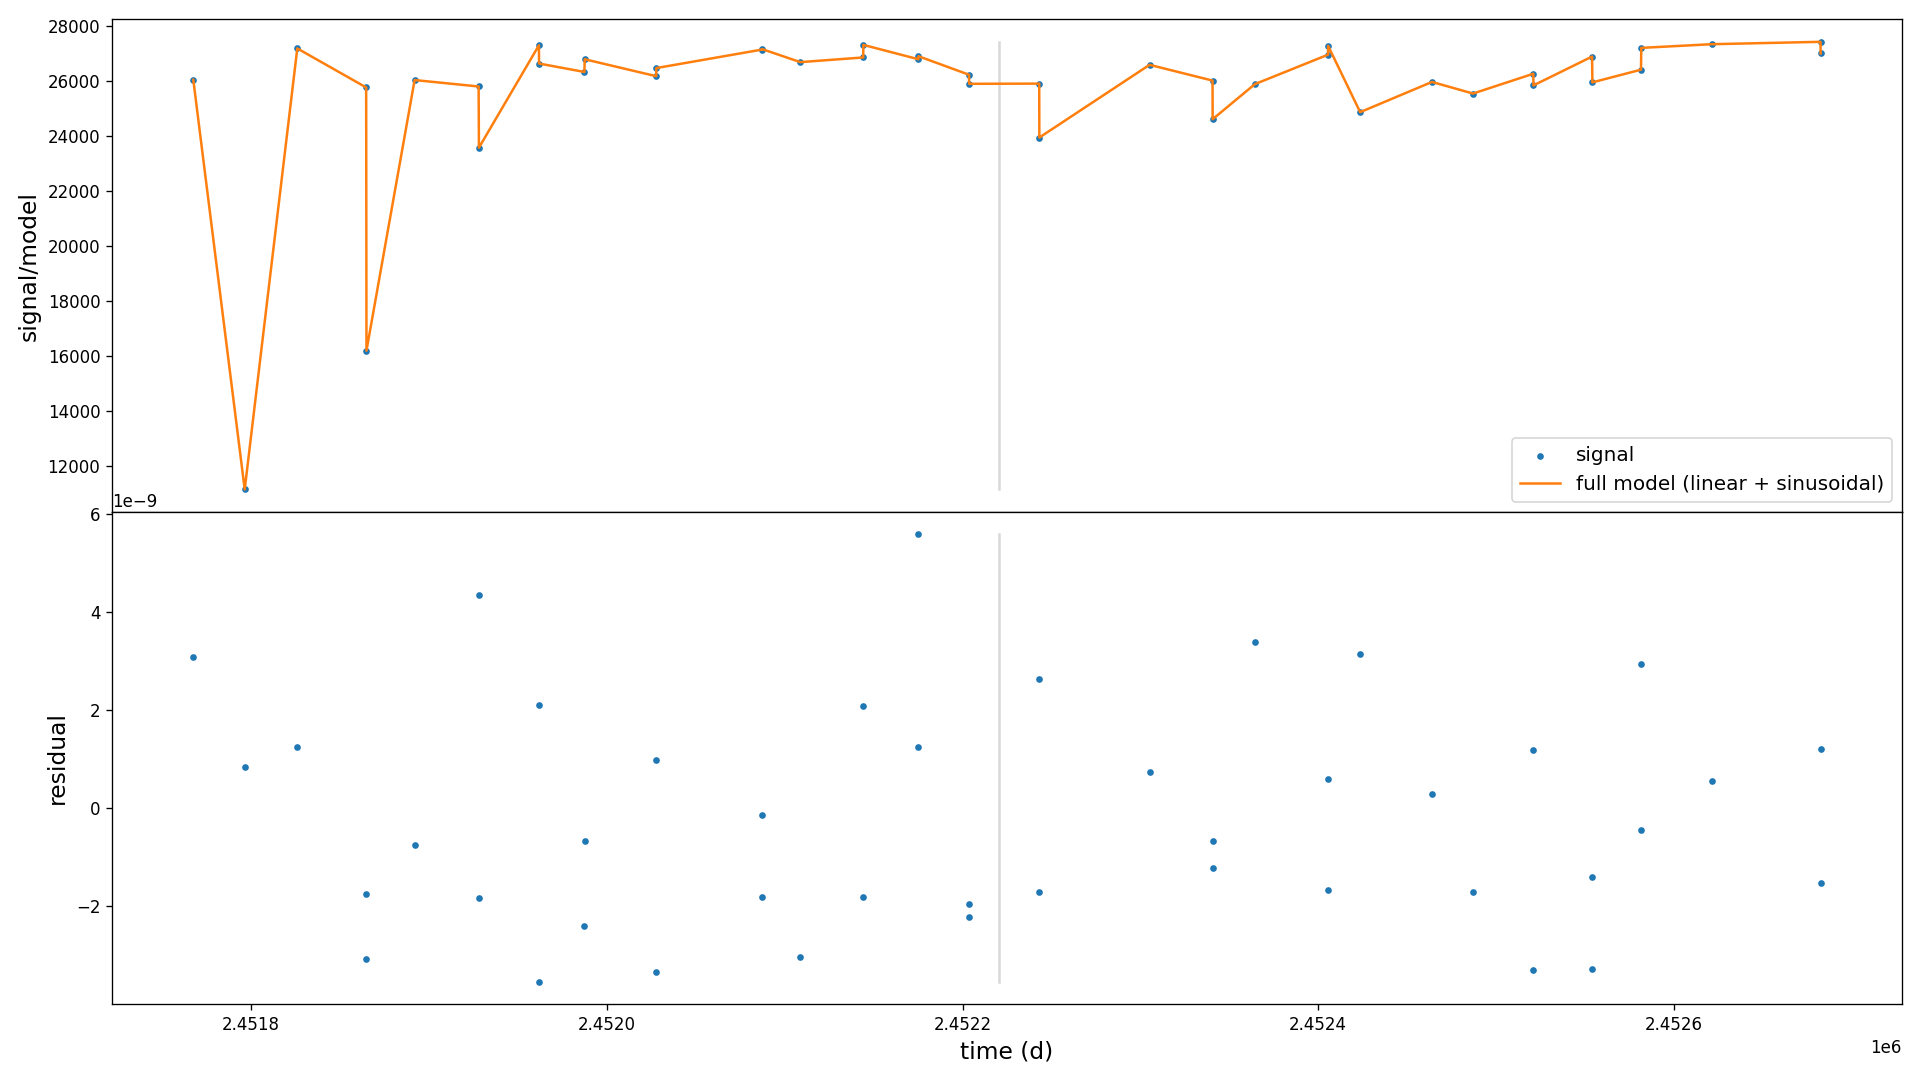 28000
26000
24000
22000
20000
18000
16000
14000
12000
signal/model
signal
full model (linear + sinusoidal)
1e−9
6
4
2
0
−2
residual
2.4518
2.4520
2.4522
2.4524
2.4526
time (d)
1e6